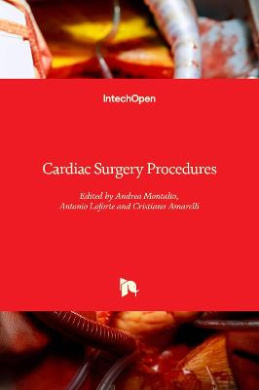 IntechOpen
Cardiac Surgery Procedures
Edited by Andrea Montalto,
Antonio Loforte and Cristiano Amarelli